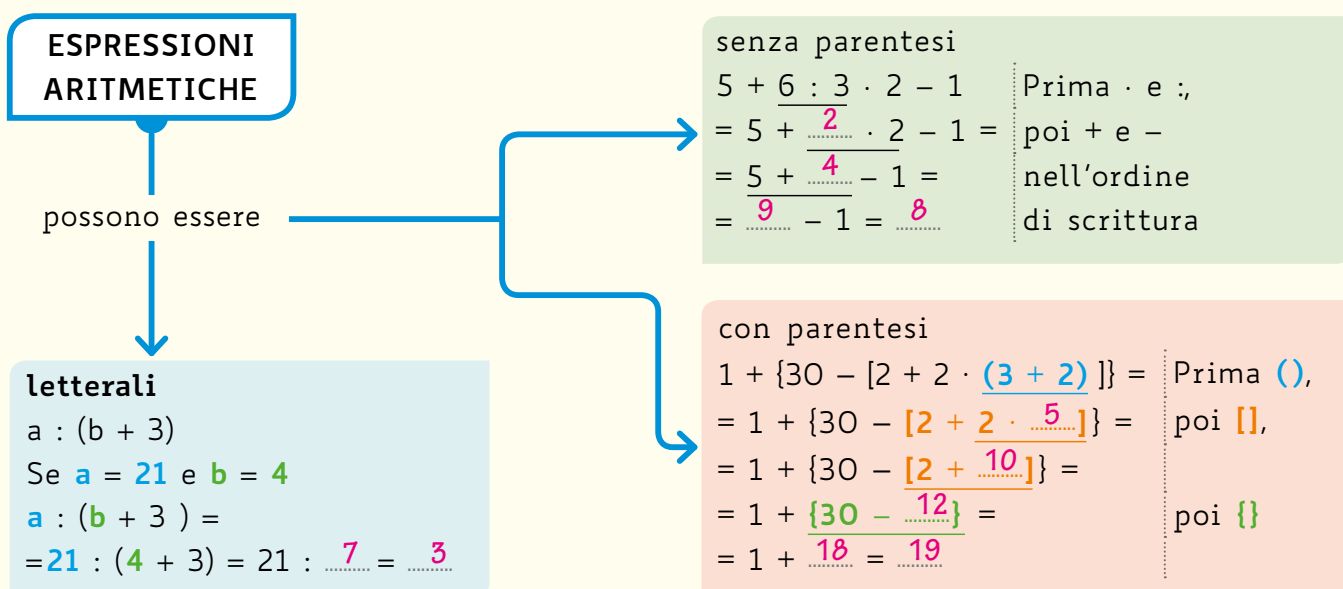 ESPRESSIONI
ARITMETICHE
possono essere
letterali
a : (b + 3)
Se a = 21 e b = 4
a : (b + 3 ) =
=21 : (4 + 3) = 21 : 7 = 3
senza parentesi
5 + 6 : 3 · 2 – 1
= 5 + 2 · 2 – 1 =
= 5 + 4 – 1 =
= 9 – 1 = 8
Prima · e :,
poi + e –
nell'ordine
di scrittura
con parentesi
1 + {30 – [2 + 2 · (3 + 2) ]} =
= 1 + {30 – [2 + 2 · 5]} =
= 1 + {30 – [2 + 10]} =
= 1 + {30 – 12} =
= 1 + 18 = 19
Prima (),
poi [],
poi {}